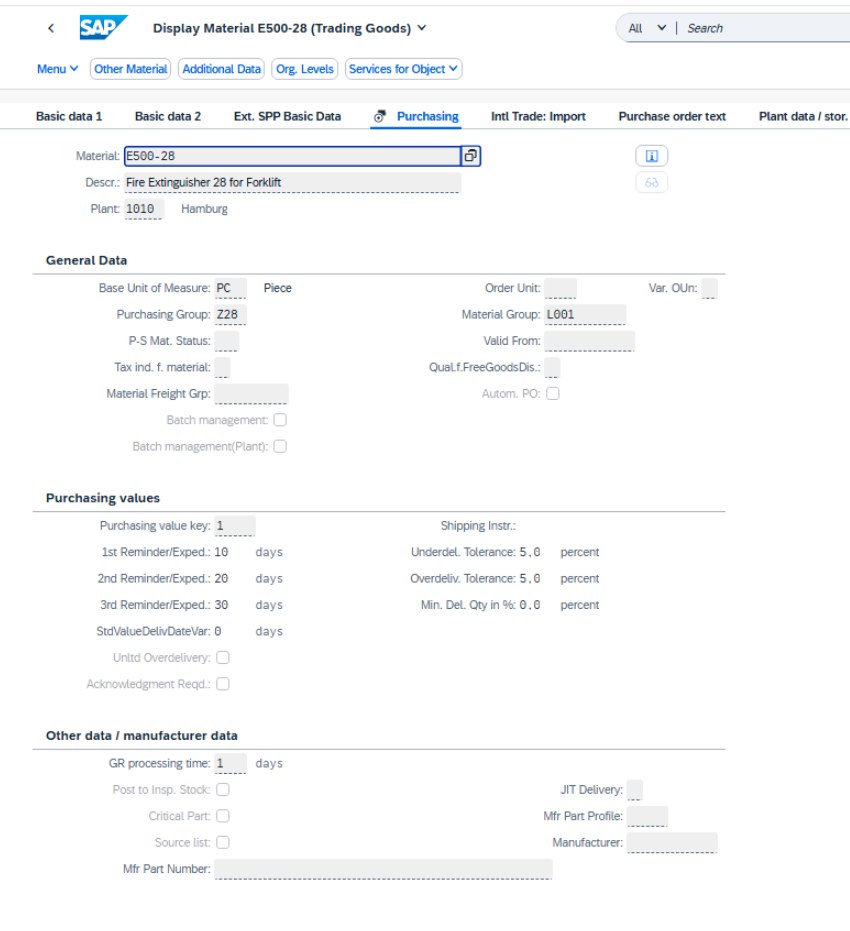 SAP Display Material E500-28 (Trading Goods) All | Search
Menu Other Material Additional Data Org. Levels Services for Object
Basic data 1 Basic data 2 Ext. SPP Basic Data Purchasing Intl Trade: Import Purchase order text Plant data / stor.
Material: E500-28
Descr.: Fire Extinguisher 28 for Forklift
Plant: 1010 Hamburg
General Data
Base Unit of Measure: PC Piece Order Unit: Var. OUn:
Purchasing Group: Z28 Material Group: L001
P-S Mat. Status: Valid From:
Tax ind. f. material: Qual.f.FreeGoodsDis.:
Material Freight Grp: Autom. PO:
Batch management:
Batch management(Plant):
Purchasing values
Purchasing value key: 1 Shipping Instr.:
1st Reminder/Exped.: 10 days Underdel. Tolerance: 5,0 percent
2nd Reminder/Exped.: 20 days Overdeliv. Tolerance: 5,0 percent
3rd Reminder/Exped.: 30 days Min. Del. Qty in %: 0,0 percent
StdValueDelivDateVar: 0 days
Unltd Overdelivery:
Acknowledgment Reqd.:
Other data / manufacturer data
GR processing time: 1 days
Post to Insp. Stock: JIT Delivery:
Critical Part: Mfr Part Profile:
Source list: Manufacturer:
Mfr Part Number: